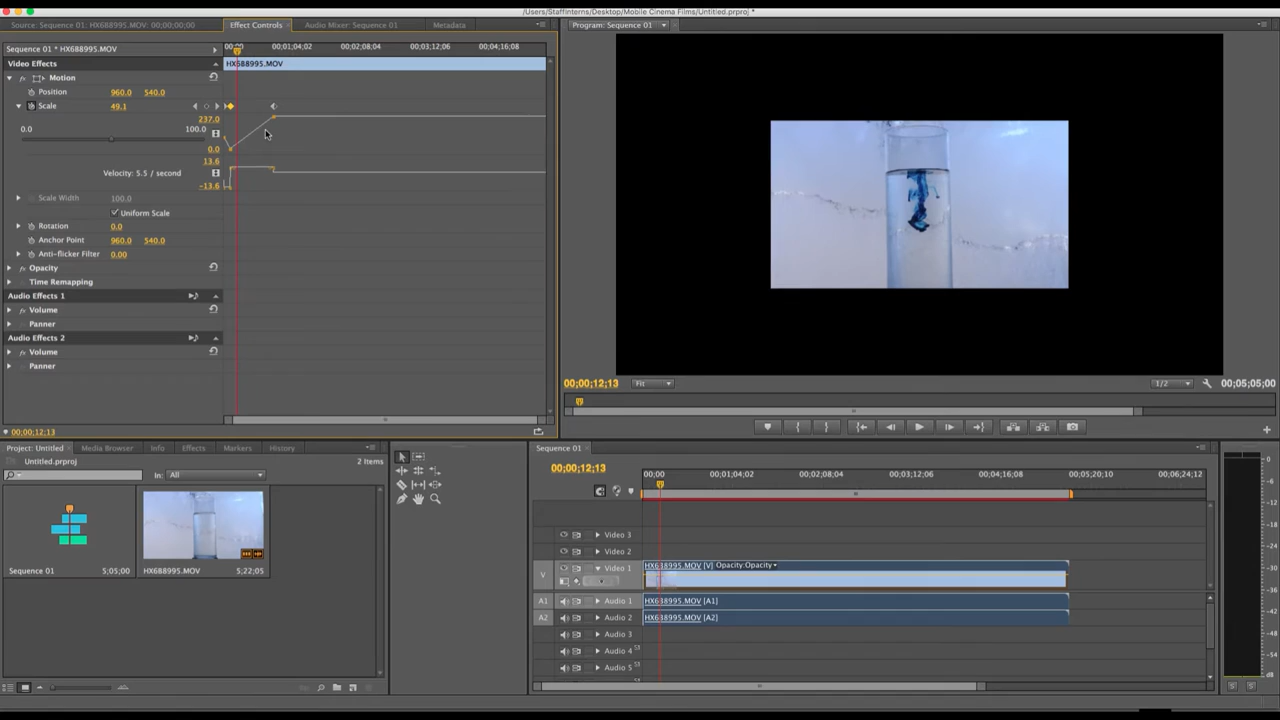 /Users/Staffinterns/Desktop/Mobile Cinema Films/Untitled.prproj *
Source: Sequence 01: HX688995.MOV: 00;00;00;00
Effect Controls
Audio Mixer: Sequence 01
Metadata
Program: Sequence 01
Sequence 01 * HX688995.MOV
00;00
00;01;04;02
00;02;08;04
00;03;12;06
00;04;16;08
Video Effects
HX688995.MOV
Motion
Position 960.0 540.0
Scale 49.1
237.0
0.0 100.0
0.0
13.6
Velocity: 5.5 / second
-13.6
Scale Width 100.0
Uniform Scale
Rotation 0.0
Anchor Point 960.0 540.0
Anti-flicker Filter 0.00
Opacity
Time Remapping
Audio Effects 1
Volume
Panner
Audio Effects 2
Volume
Panner
00;00;12;13
00;00;12;13 Fit 1/2 00;05;05;00
Project: Untitled
Media Browser
Info
Effects
Markers
History
Untitled.prproj 2 Items
In: All
Sequence 01 5;05;00
HX688995.MOV 5;22;05
Sequence 01
00;00;12;13
00;00
00;01;04;02
00;02;08;04
00;03;12;06
00;04;16;08
00;05;20;10
00;06;24;12
Video 3
Video 2
V Video 1 HX688995.MOV [V] Opacity:Opacity
A1 Audio 1 HX688995.MOV [A1]
A2 Audio 2 HX688995.MOV [A2]
Audio 3
Audio 4
Audio 5
0
-6
-12
-18
-24
-30
-36
-42
-48
-54
dB
S S